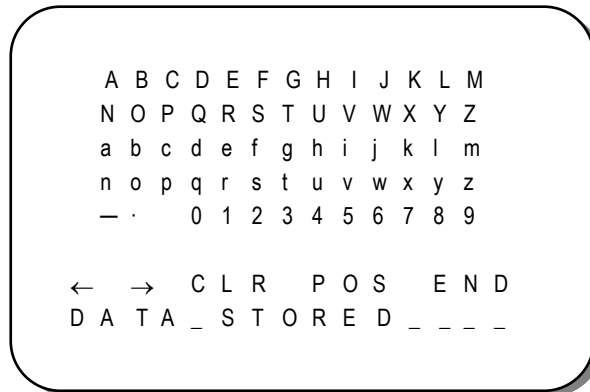 A B C D E F G H I J K L M
N O P Q R S T U V W X Y Z
a b c d e f g h i j k l m
n o p q r s t u v w x y z
— · 0 1 2 3 4 5 6 7 8 9
← → C L R P O S E N D
D A T A _ S T O R E D _ _ _ _